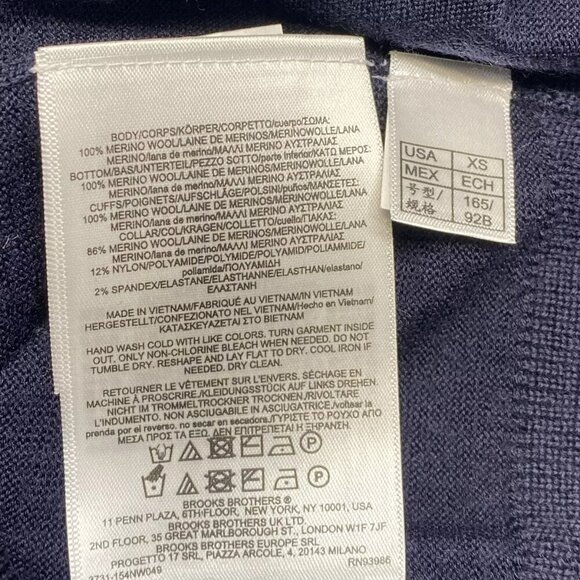 BODY/CORPS/KÖRPER/CORPETTO/cuerpo/ΣΩΜΑ:
100% MERINO WOOL/LAINE DE MERINOS/MERINOWOLLE/LANA
MERINO/lana de merino/ΜΑΛΛΙ ΜΕΡΙΝΟ ΑΥΣΤΡΑΛΙΑΣ
BOTTOM/BAS/UNTERTEIL/PEZZO SOTTO/parte inferior/ΚΑΤΩ ΜΕΡΟΣ:
100% MERINO WOOL/LAINE DE MERINOS/MERINOWOLLE/LANA
MERINO/lana de merino/ΜΑΛΛΙ ΜΕΡΙΝΟ ΑΥΣΤΡΑΛΙΑΣ
CUFFS/POIGNETS/AUFSCHLÄGE/POLSINI/puños/ΜΑΝΣΕΤΕΣ:
100% MERINO WOOL/LAINE DE MERINOS/MERINOWOLLE/LANA
MERINO/lana de merino/ΜΑΛΛΙ ΜΕΡΙΝΟ ΑΥΣΤΡΑΛΙΑΣ
COLLAR/COL/KRAGEN/COLLETTO/cuello/ΠΑΚΑΣ:
86% MERINO WOOL/LAINE DE MERINOS/MERINOWOLLE/LANA
MERINO/lana de merino/ΜΑΛΛΙ ΜΕΡΙΝΟ ΑΥΣΤΡΑΛΙΑΣ
12% NYLON/POLYAMIDE/POLYMIDE/POLYAMID/POLIAMMIDE/
poliamida/ΠΟΛΥΑΜΙΔΗ
2% SPANDEX/ELASTANE/ELASTHANNE/ELASTHAN/elastano/
ΕΛΑΣΤΑΝΗ
MADE IN VIETNAM/FABRIQUÉ AU VIETNAM/IN VIETNAM
HERGESTELLT/CONFEZIONATO NEL VIETNAM/Hecho en Vietnam/
ΚΑΤΑΣΚΕΥΑΖΕΤΑΙ ΣΤΟ ΒΙΕΤΝΑΜ
HAND WASH COLD WITH LIKE COLORS. TURN GARMENT INSIDE
OUT. ONLY NON-CHLORINE BLEACH WHEN NEEDED. DO NOT
TUMBLE DRY. RESHAPE AND LAY FLAT TO DRY. COOL IRON IF
NEEDED. DRY CLEAN.
RETOURNER LE VÊTEMENT SUR L'ENVERS. SÉCHAGE EN
MACHINE À PROSCRIRE./KLEIDUNGSSTÜCK AUF LINKS DREHEN.
NICHT IM TROMMELTROCKNER TROCKNEN./RIVOLTARE
L'INDUMENTO. NON ASCIUGABILE IN ASCIUGATRICE./voltear la
prenda por el revés. no secar en secadora./ΓΥΡΙΣΤΕ ΤΟ ΡΟΥΧΟ ΑΠΟ
ΜΕΣΑ ΠΡΟΣ ΤΑ ΕΞΩ. ΔΕΝ ΕΠΙΤΡΕΠΕΤΑΙ Η ΞΗΡΑΝΣΗ
BROOKS BROTHERS ®
11 PENN PLAZA, 6TH FLOOR, NEW YORK, NY 10001, USA
BROOKS BROTHERS UK LTD.
2ND FLOOR, 35 GREAT MARLBOROUGH ST., LONDON W1F 7JF
BROOKS BROTHERS EUROPE SRL
PROGETTO 17 SRL, PIAZZA ARCOLE, 4, 20143 MILANO
3731-154NW049 RN93986
USA XS
MEX ECH
号型/ 165/
规格 92B